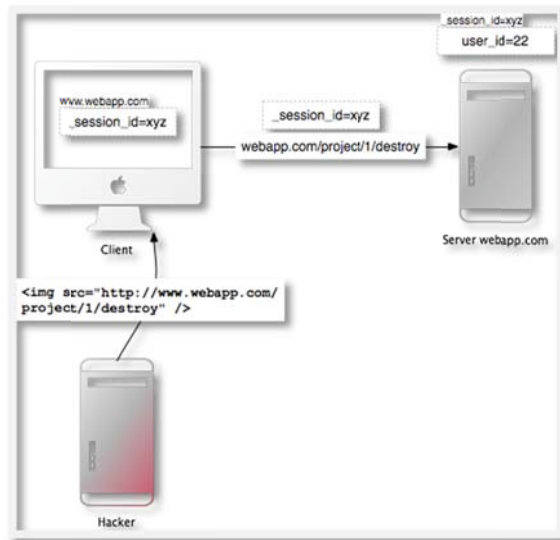 _session_id=xyz
user_id=22
www.webapp.com
_session_id=xyz
_session_id=xyz
webapp.com/project/1/destroy
Server webapp.com
Client
<img src="http://www.webapp.com/
project/1/destroy" />
Hacker